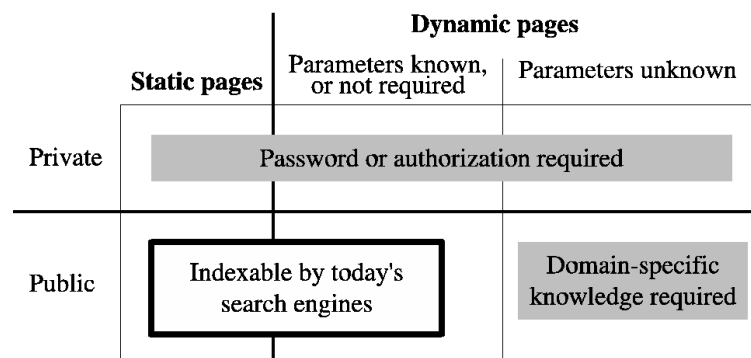 Dynamic pages
Static pages
Parameters known,
or not required
Parameters unknown
Private
Password or authorization required
Public
Indexable by today's
search engines
Domain-specific
knowledge required